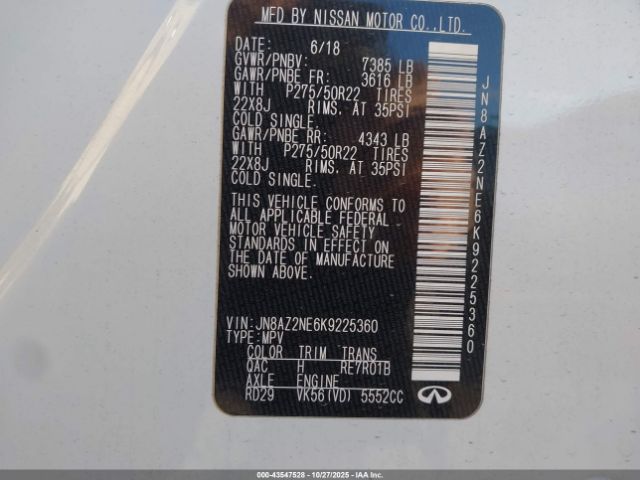 MFD BY NISSAN MOTOR CO.,LTD.
DATE: 6/18
GVWR/PNBV: 7385 LB
GAWR/PNBE FR: 3616 LB
WITH P275/50R22 TIRES
22X8J RIMS, AT 35PSI
COLD SINGLE.
GAWR/PNBE RR: 4343 LB
WITH P275/50R22 TIRES
22X8J RIMS, AT 35PSI
COLD SINGLE.
THIS VEHICLE CONFORMS TO
ALL APPLICABLE FEDERAL
MOTOR VEHICLE SAFETY
STANDARDS IN EFFECT ON
THE DATE OF MANUFACTURE
SHOWN ABOVE.
VIN: JN8AZ2NE6K9225360
TYPE: MPV
COLOR TRIM TRANS
QAC H RE7R01B
AXLE ENGINE
RD29 VK56(VD) 5552CC
JN8AZ2NE6K9225360
000-43547528 | 10/27/2025 | IAA Inc.